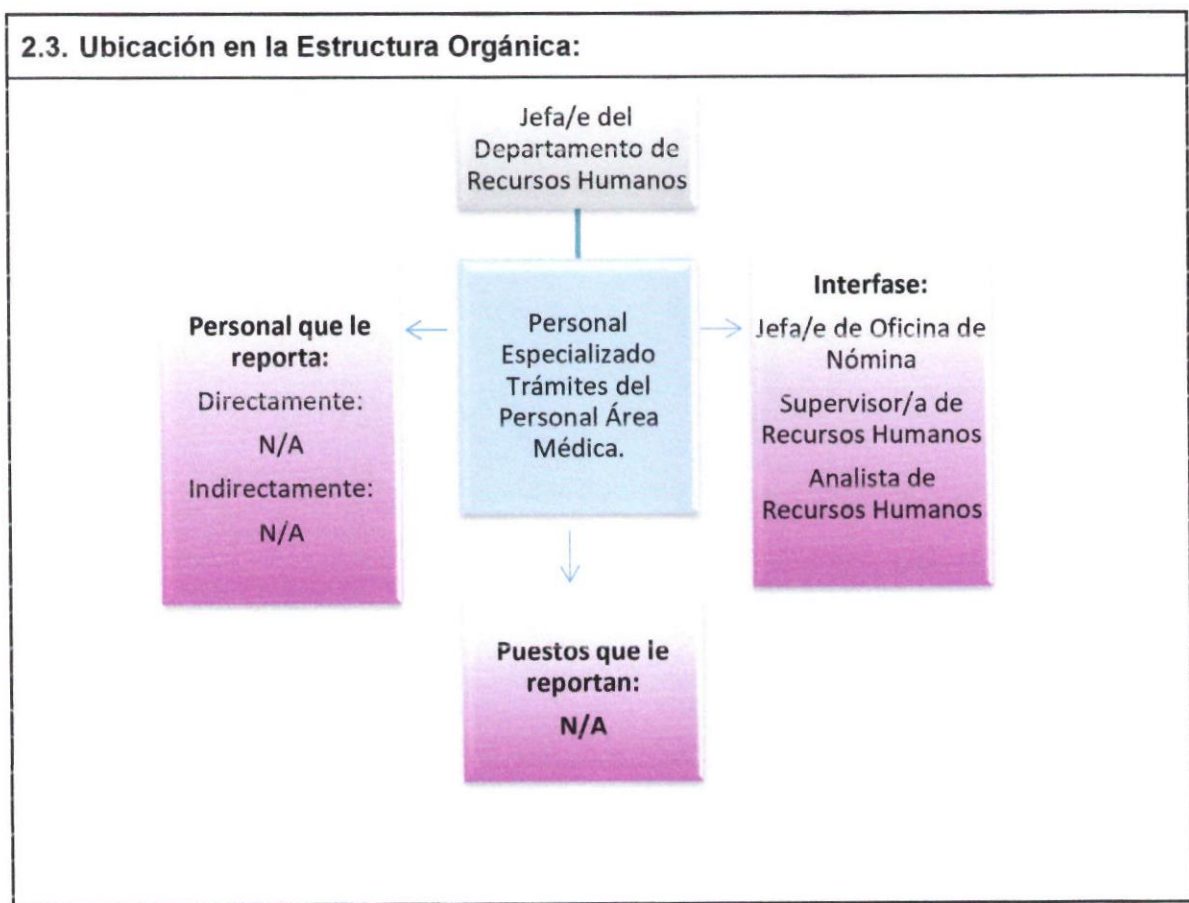 2.3. Ubicación en la Estructura Orgánica:
Jefa/e del
Departamento de
Recursos Humanos
Personal que le
reporta:
Directamente:
N/A
Indirectamente:
N/A
Personal
Especializado
Trámites del
Personal Área
Médica.
Interfase:
Jefa/e de Oficina de
Nómina
Supervisor/a de
Recursos Humanos
Analista de
Recursos Humanos
Puestos que le
reportan:
N/A